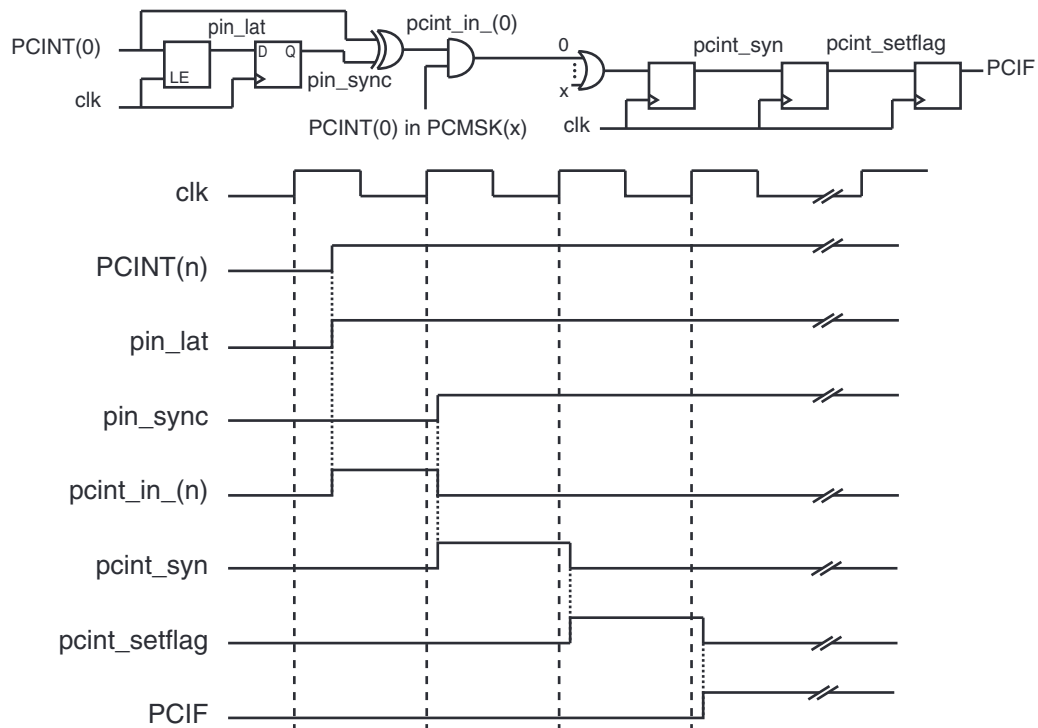 pin_lat
pcint_in_(0)
PCINT(0)
D Q
LE
pin_sync
clk
PCINT(0) in PCMSK(x)
0
x
clk
pcint_syn
pcint_setflag
PCIF
clk
PCINT(n)
pin_lat
pin_sync
pcint_in_(n)
pcint_syn
pcint_setflag
PCIF